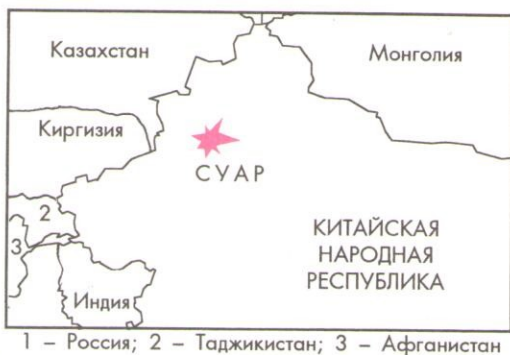 Казахстан
Монголия
Киргизия
СУАР
2
3
КИТАЙСКАЯ
НАРОДНАЯ
РЕСПУБЛИКА
Индия
1 – Россия; 2 – Таджикистан; 3 – Афганистан